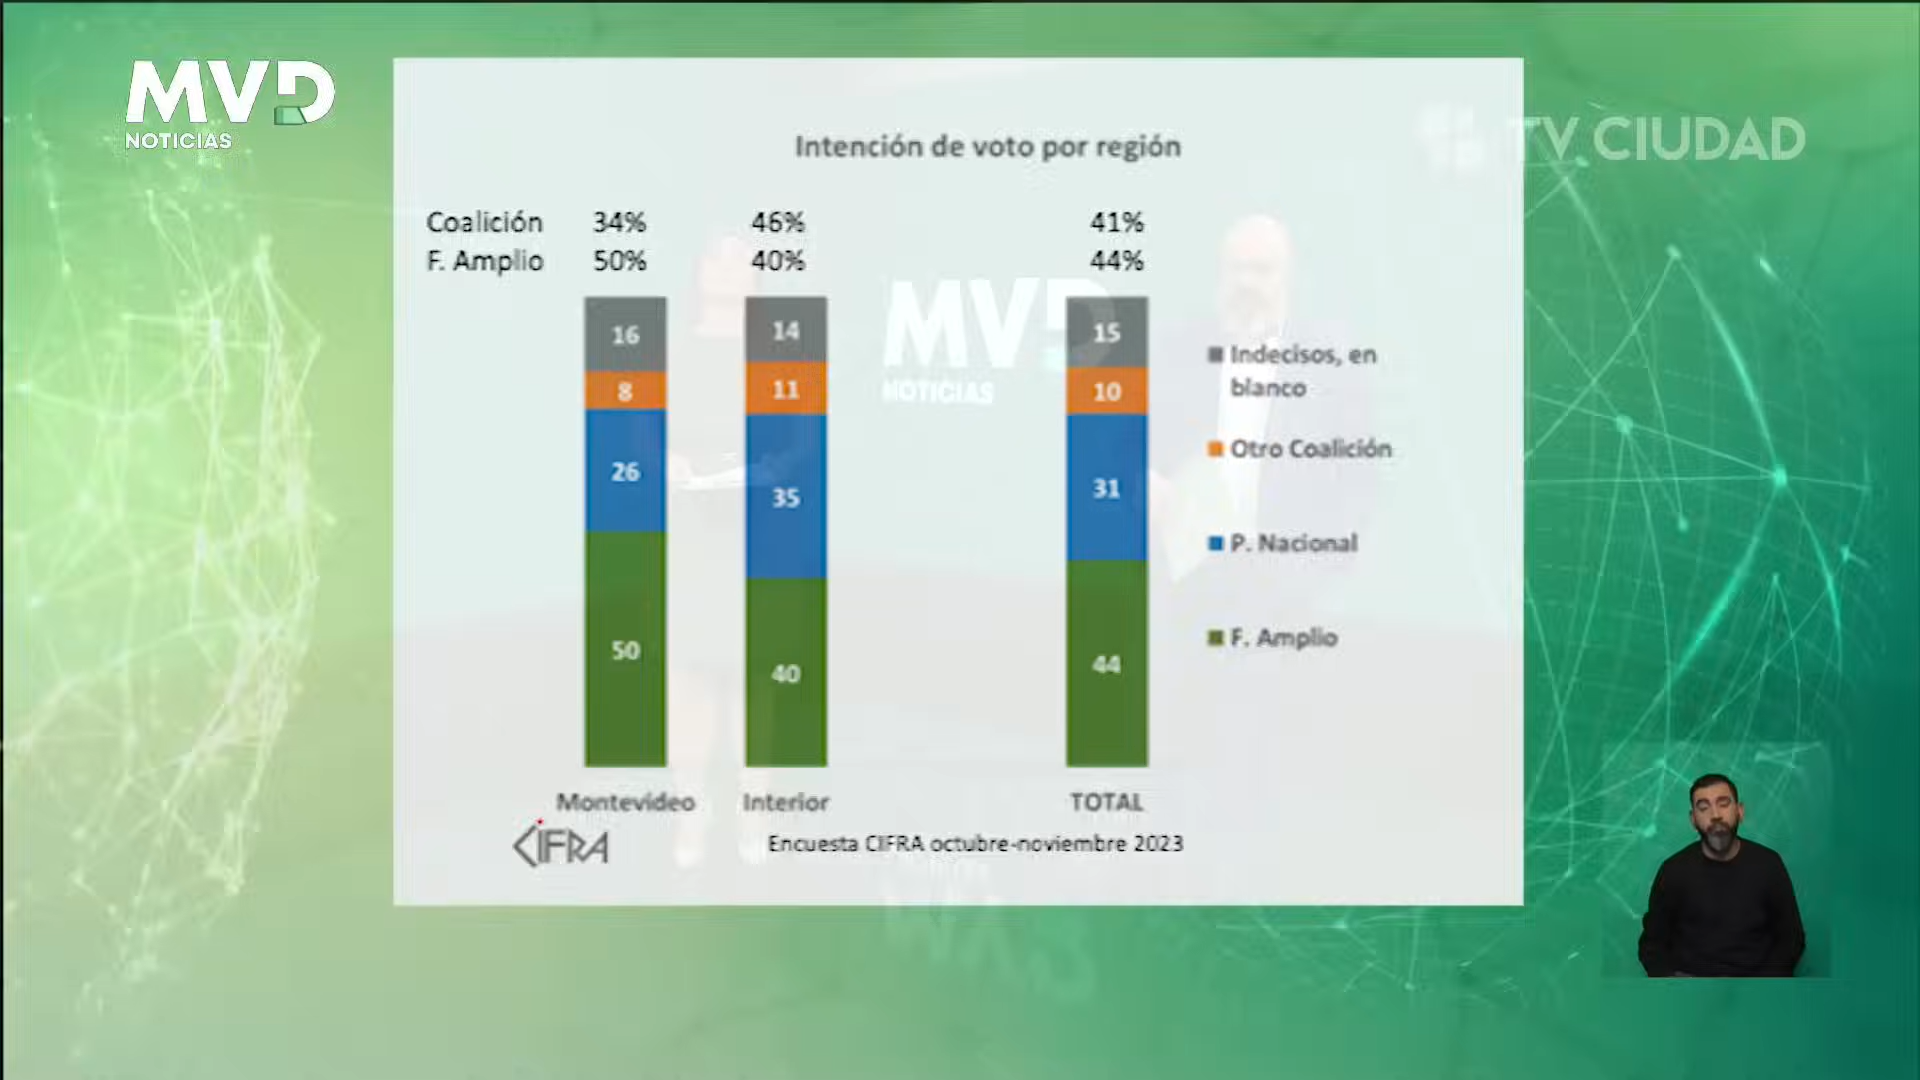 MVD
NOTICIAS
TV CIUDAD
Intención de voto por región
Coalición 34% 46% 41%
F. Amplio 50% 40% 44%
MVD
NOTICIAS
16 14 15
8 11 10
26 35 31
50 40 44
Indecisos, en
blanco
Otro Coalición
P. Nacional
F. Amplio
Montevideo Interior TOTAL
CIFRA
Encuesta CIFRA octubre-noviembre 2023